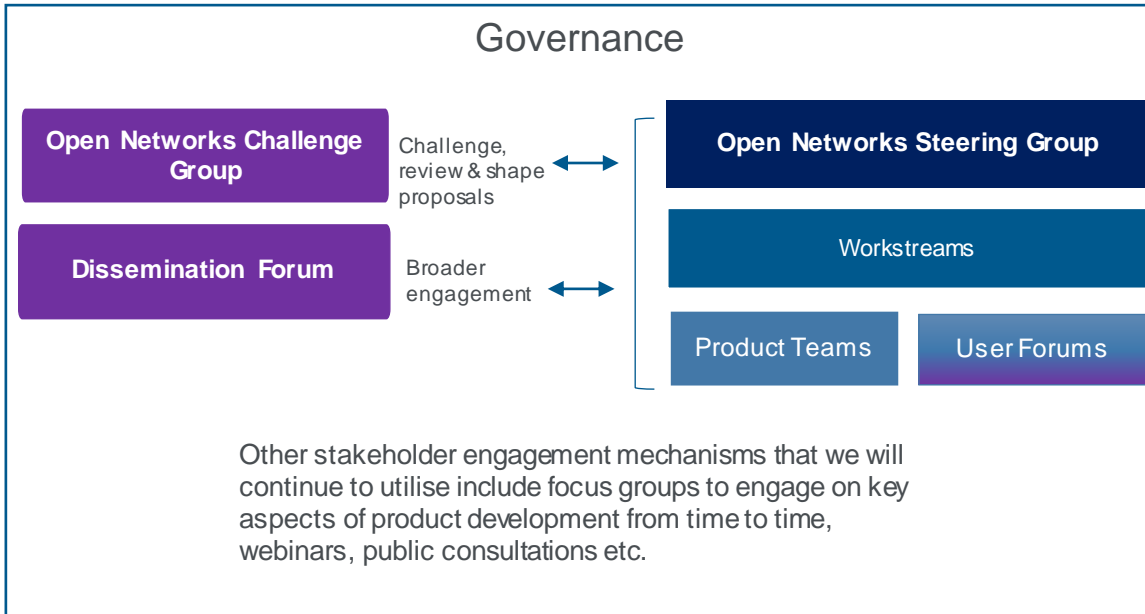 Governance
Open Networks Challenge
Group
Challenge,
review & shape
proposals
Open Networks Steering Group
Dissemination Forum
Broader
engagement
Workstreams
Product Teams
User Forums
Other stakeholder engagement mechanisms that we will
continue to utilise include focus groups to engage on key
aspects of product development from time to time,
webinars, public consultations etc.